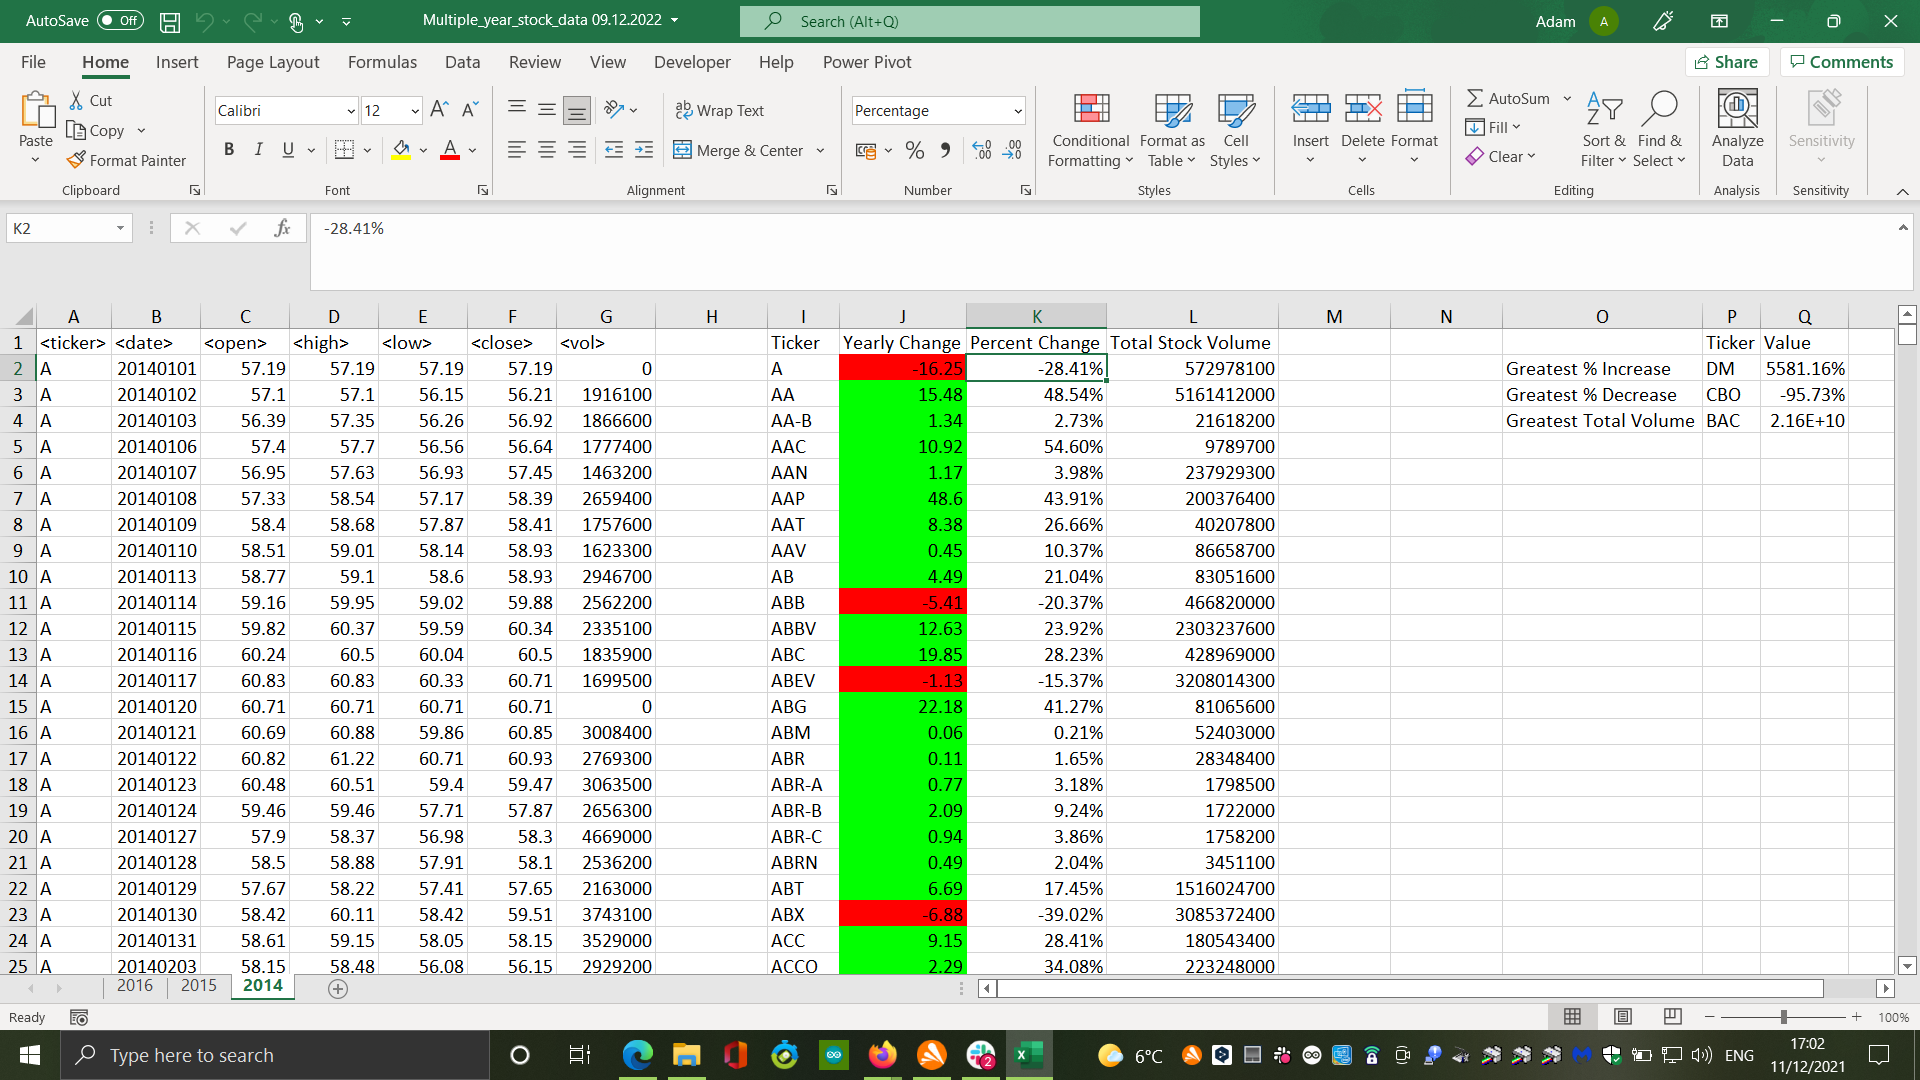 AutoSave Off Multiple_year_stock_data 09.12.2022 Search (Alt+Q) Adam A
File Home Insert Page Layout Formulas Data Review View Developer Help Power Pivot Share Comments
Paste Cut Copy Format Painter Clipboard
Calibri 12 B I U A A Font
Wrap Text Merge & Center Alignment
Percentage % Number
Conditional Formatting Format as Table Cell Styles Styles
Insert Delete Format Cells
AutoSum Fill Clear Sort & Filter Find & Select Editing
Analyze Data Analysis
Sensitivity Sensitivity
K2 fx -28.41%
A B C D E F G H I J K L M N O P Q
1 <ticker> <date> <open> <high> <low> <close> <vol> Ticker Yearly Change Percent Change Total Stock Volume Ticker Value
2 A 20140101 57.19 57.19 57.19 57.19 0 A -16.25 -28.41% 572978100 Greatest % Increase DM 5581.16%
3 A 20140102 57.1 57.1 56.15 56.21 1916100 AA 15.48 48.54% 5161412000 Greatest % Decrease CBO -95.73%
4 A 20140103 56.39 57.35 56.26 56.92 1866600 AA-B 1.34 2.73% 21618200 Greatest Total Volume BAC 2.16E+10
5 A 20140106 57.4 57.7 56.56 56.64 1777400 AAC 10.92 54.60% 9789700
6 A 20140107 56.95 57.63 56.93 57.45 1463200 AAN 1.17 3.98% 237929300
7 A 20140108 57.33 58.54 57.17 58.39 2659400 AAP 48.6 43.91% 200376400
8 A 20140109 58.4 58.68 57.87 58.41 1757600 AAT 8.38 26.66% 40207800
9 A 20140110 58.51 59.01 58.14 58.93 1623300 AAV 0.45 10.37% 86658700
10 A 20140113 58.77 59.1 58.6 58.93 2946700 AB 4.49 21.04% 83051600
11 A 20140114 59.16 59.95 59.02 59.88 2562200 ABB -5.41 -20.37% 466820000
12 A 20140115 59.82 60.37 59.59 60.34 2335100 ABBV 12.63 23.92% 2303237600
13 A 20140116 60.24 60.5 60.04 60.5 1835900 ABC 19.85 28.23% 428969000
14 A 20140117 60.83 60.83 60.33 60.71 1699500 ABEV -1.13 -15.37% 3208014300
15 A 20140120 60.71 60.71 60.71 60.71 0 ABG 22.18 41.27% 81065600
16 A 20140121 60.69 60.88 59.86 60.85 3008400 ABM 0.06 0.21% 52403000
17 A 20140122 60.82 61.22 60.71 60.93 2769300 ABR 0.11 1.65% 28348400
18 A 20140123 60.48 60.51 59.4 59.47 3063500 ABR-A 0.77 3.18% 1798500
19 A 20140124 59.46 59.46 57.71 57.87 2656300 ABR-B 2.09 9.24% 1722000
20 A 20140127 57.9 58.37 56.98 58.3 4669000 ABR-C 0.94 3.86% 1758200
21 A 20140128 58.5 58.88 57.91 58.1 2536200 ABRN 0.49 2.04% 3451100
22 A 20140129 57.67 58.22 57.41 57.65 2163000 ABT 6.69 17.45% 1516024700
23 A 20140130 58.42 60.11 58.42 59.51 3743100 ABX -6.88 -39.02% 3085372400
24 A 20140131 58.61 59.15 58.05 58.15 3529000 ACC 9.15 28.41% 180543400
25 A 20140203 58.15 58.48 56.08 56.15 2929200 ACCO 2.29 34.08% 223248000
2016 2015 2014
Ready 100%
Type here to search 2 6°C ENG 17:02
11/12/2021